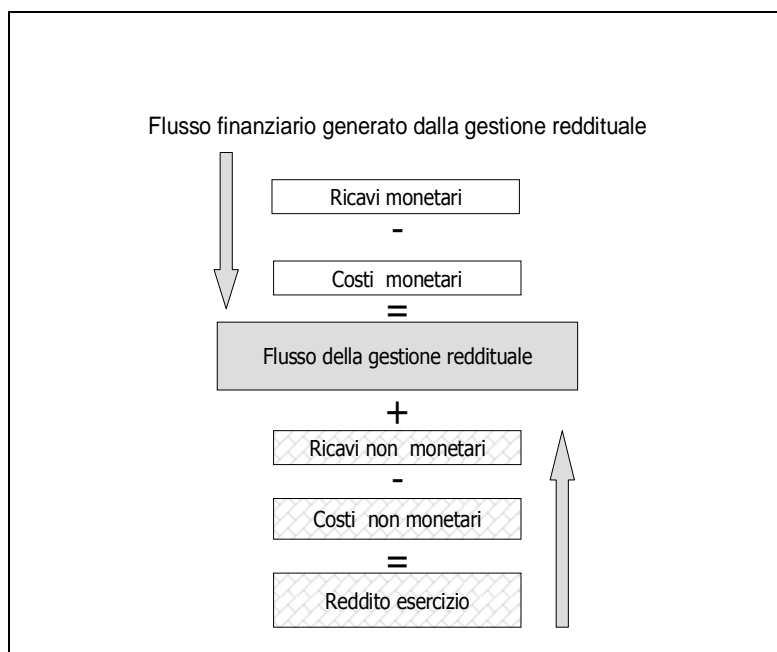 Flusso finanziario generato dalla gestione reddituale
Ricavi monetari
-
Costi monetari
=
Flusso della gestione reddituale
+
Ricavi non monetari
-
Costi non monetari
=
Reddito esercizio